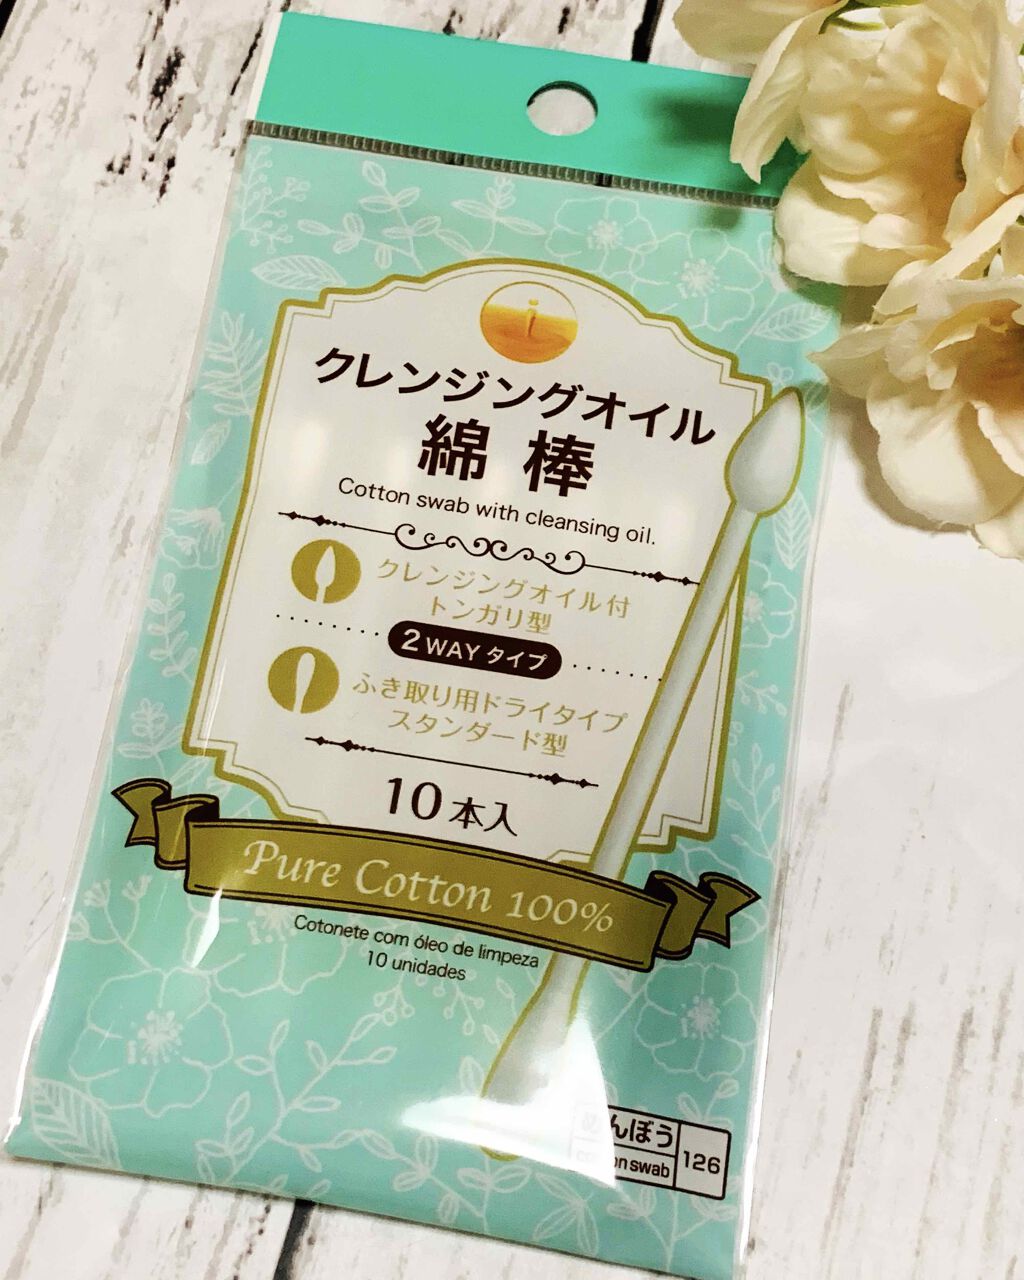 クレンジングオイル
綿棒
Cotton swab with cleansing oil.
クレンジングオイル付
トンガリ型
2WAYタイプ
ふき取り用ドライタイプ
スタンダード型
10本入
Pure Cotton 100%
Cotonete com óleo de limpeza
10 unidades
めんぼう
cotton swab
126